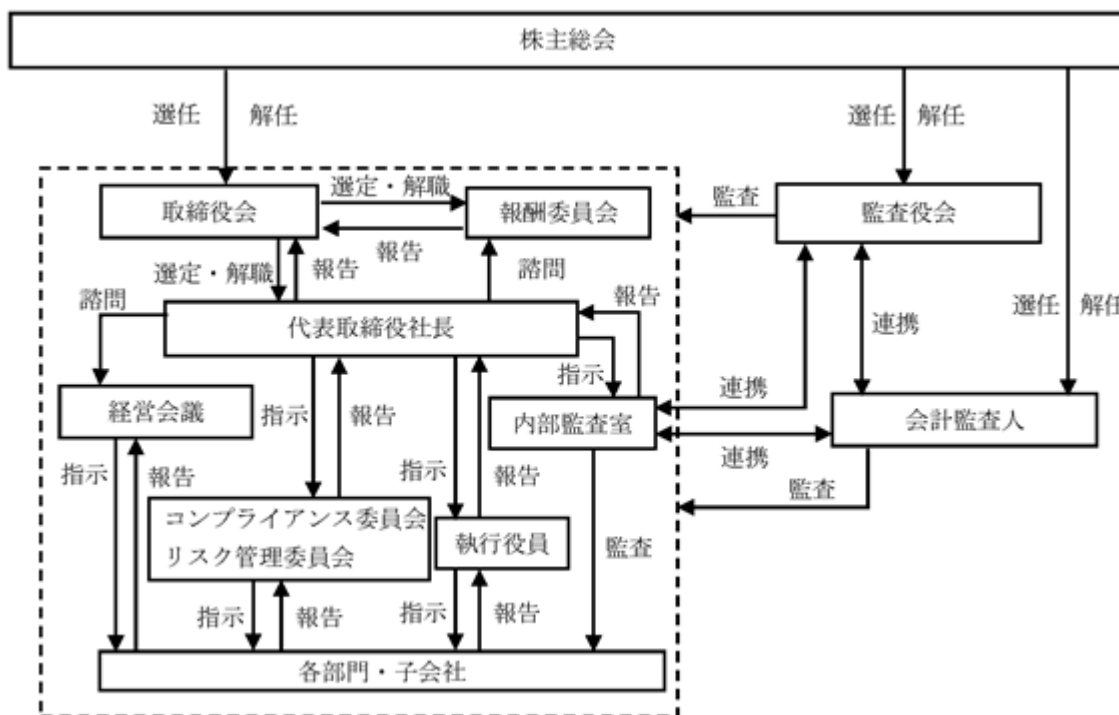 株主総会
選任 解任
選任 解任
選任 解任
取締役会
選定・解職
報告
報酬委員会
監査
監査役会
選定・解職
報告
諮問
諮問
代表取締役社長
報告
指示
連携
経営会議
指示
報告
指示
内部監査室
連携
連携
会計監査人
監査
指示
報告
報告
コンプライアンス委員会
リスク管理委員会
執行役員
監査
指示
報告
指示
報告
各部門・子会社